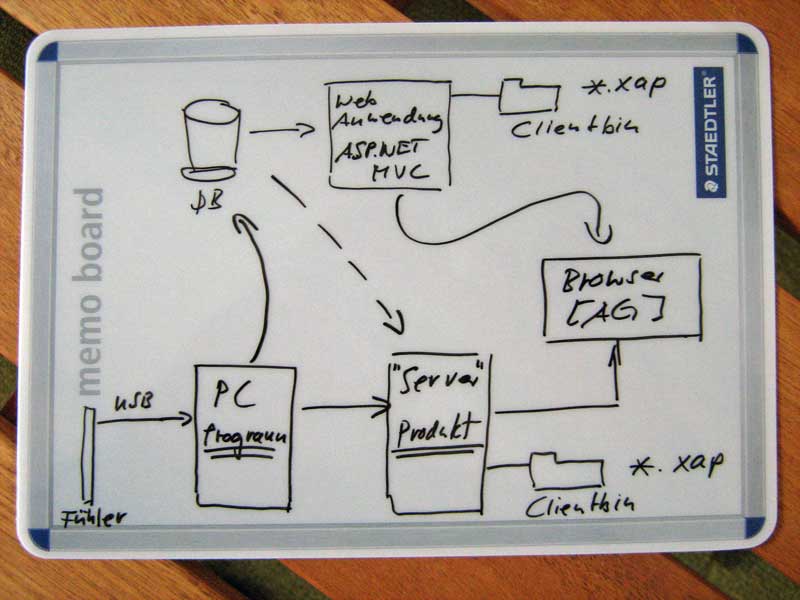 Web
Anwendung
ASP.NET
MVC
*.xap
Clientbin
STAEDTLER
DB
memo board
Browser
[AG]
PC
Programm
"Server"
Produkt
USB
Fühler
*.xap
Clientbin